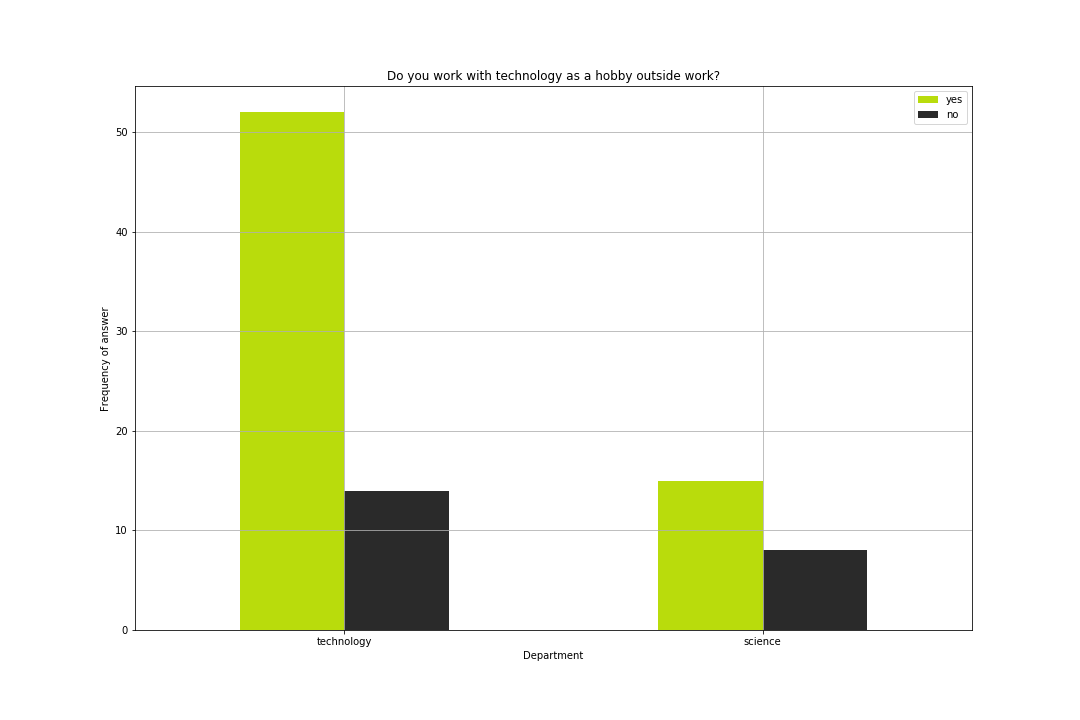 Do you work with technology as a hobby outside work?
yes
no
50
40
30
20
10
0
Frequency of answer
technology
science
Department